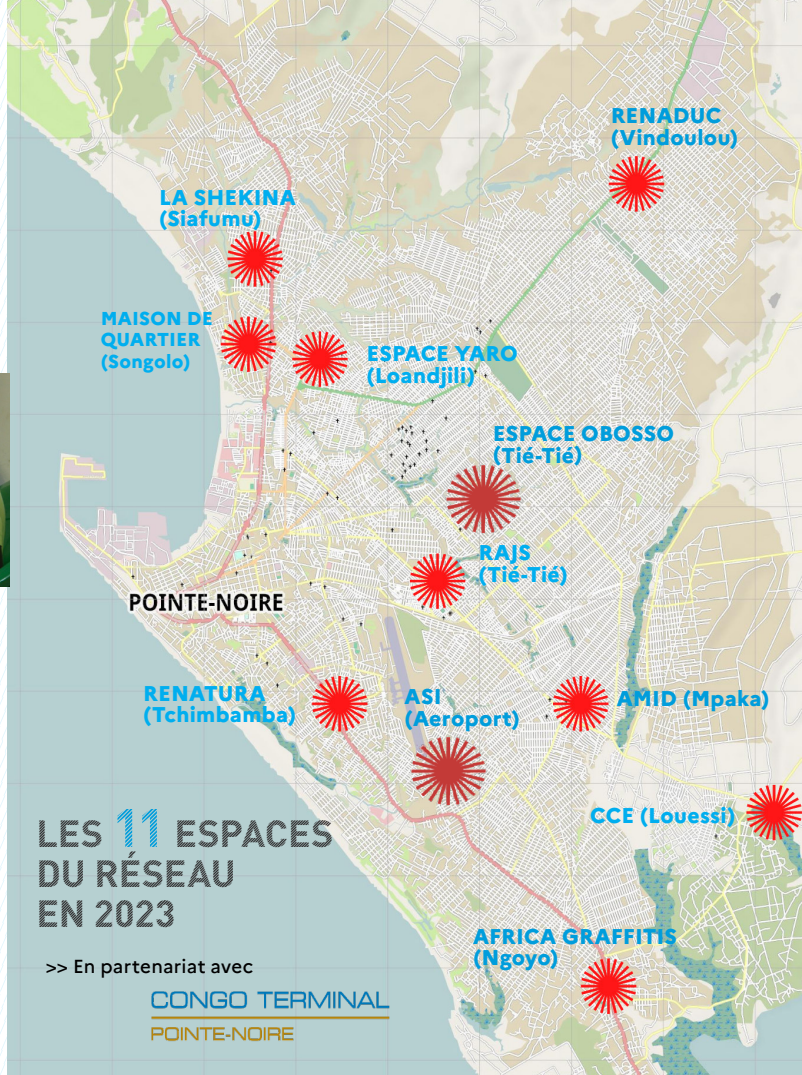 RENADUC
(Vindoulou)
LA SHEKINA
(Siafumu)
MAISON DE
QUARTIER
(Songolo)
ESPACE YARO
(Loandjili)
ESPACE OBOSSO
(Tié-Tié)
RAJS
(Tié-Tié)
POINTE-NOIRE
RENATURA
(Tchimbamba)
ASI
(Aeroport)
AMID (Mpaka)
CCE (Louessi)
LES 11 ESPACES
DU RÉSEAU
EN 2023
AFRICA GRAFFITIS
(Ngoyo)
>> En partenariat avec
CONGO TERMINAL
POINTE-NOIRE